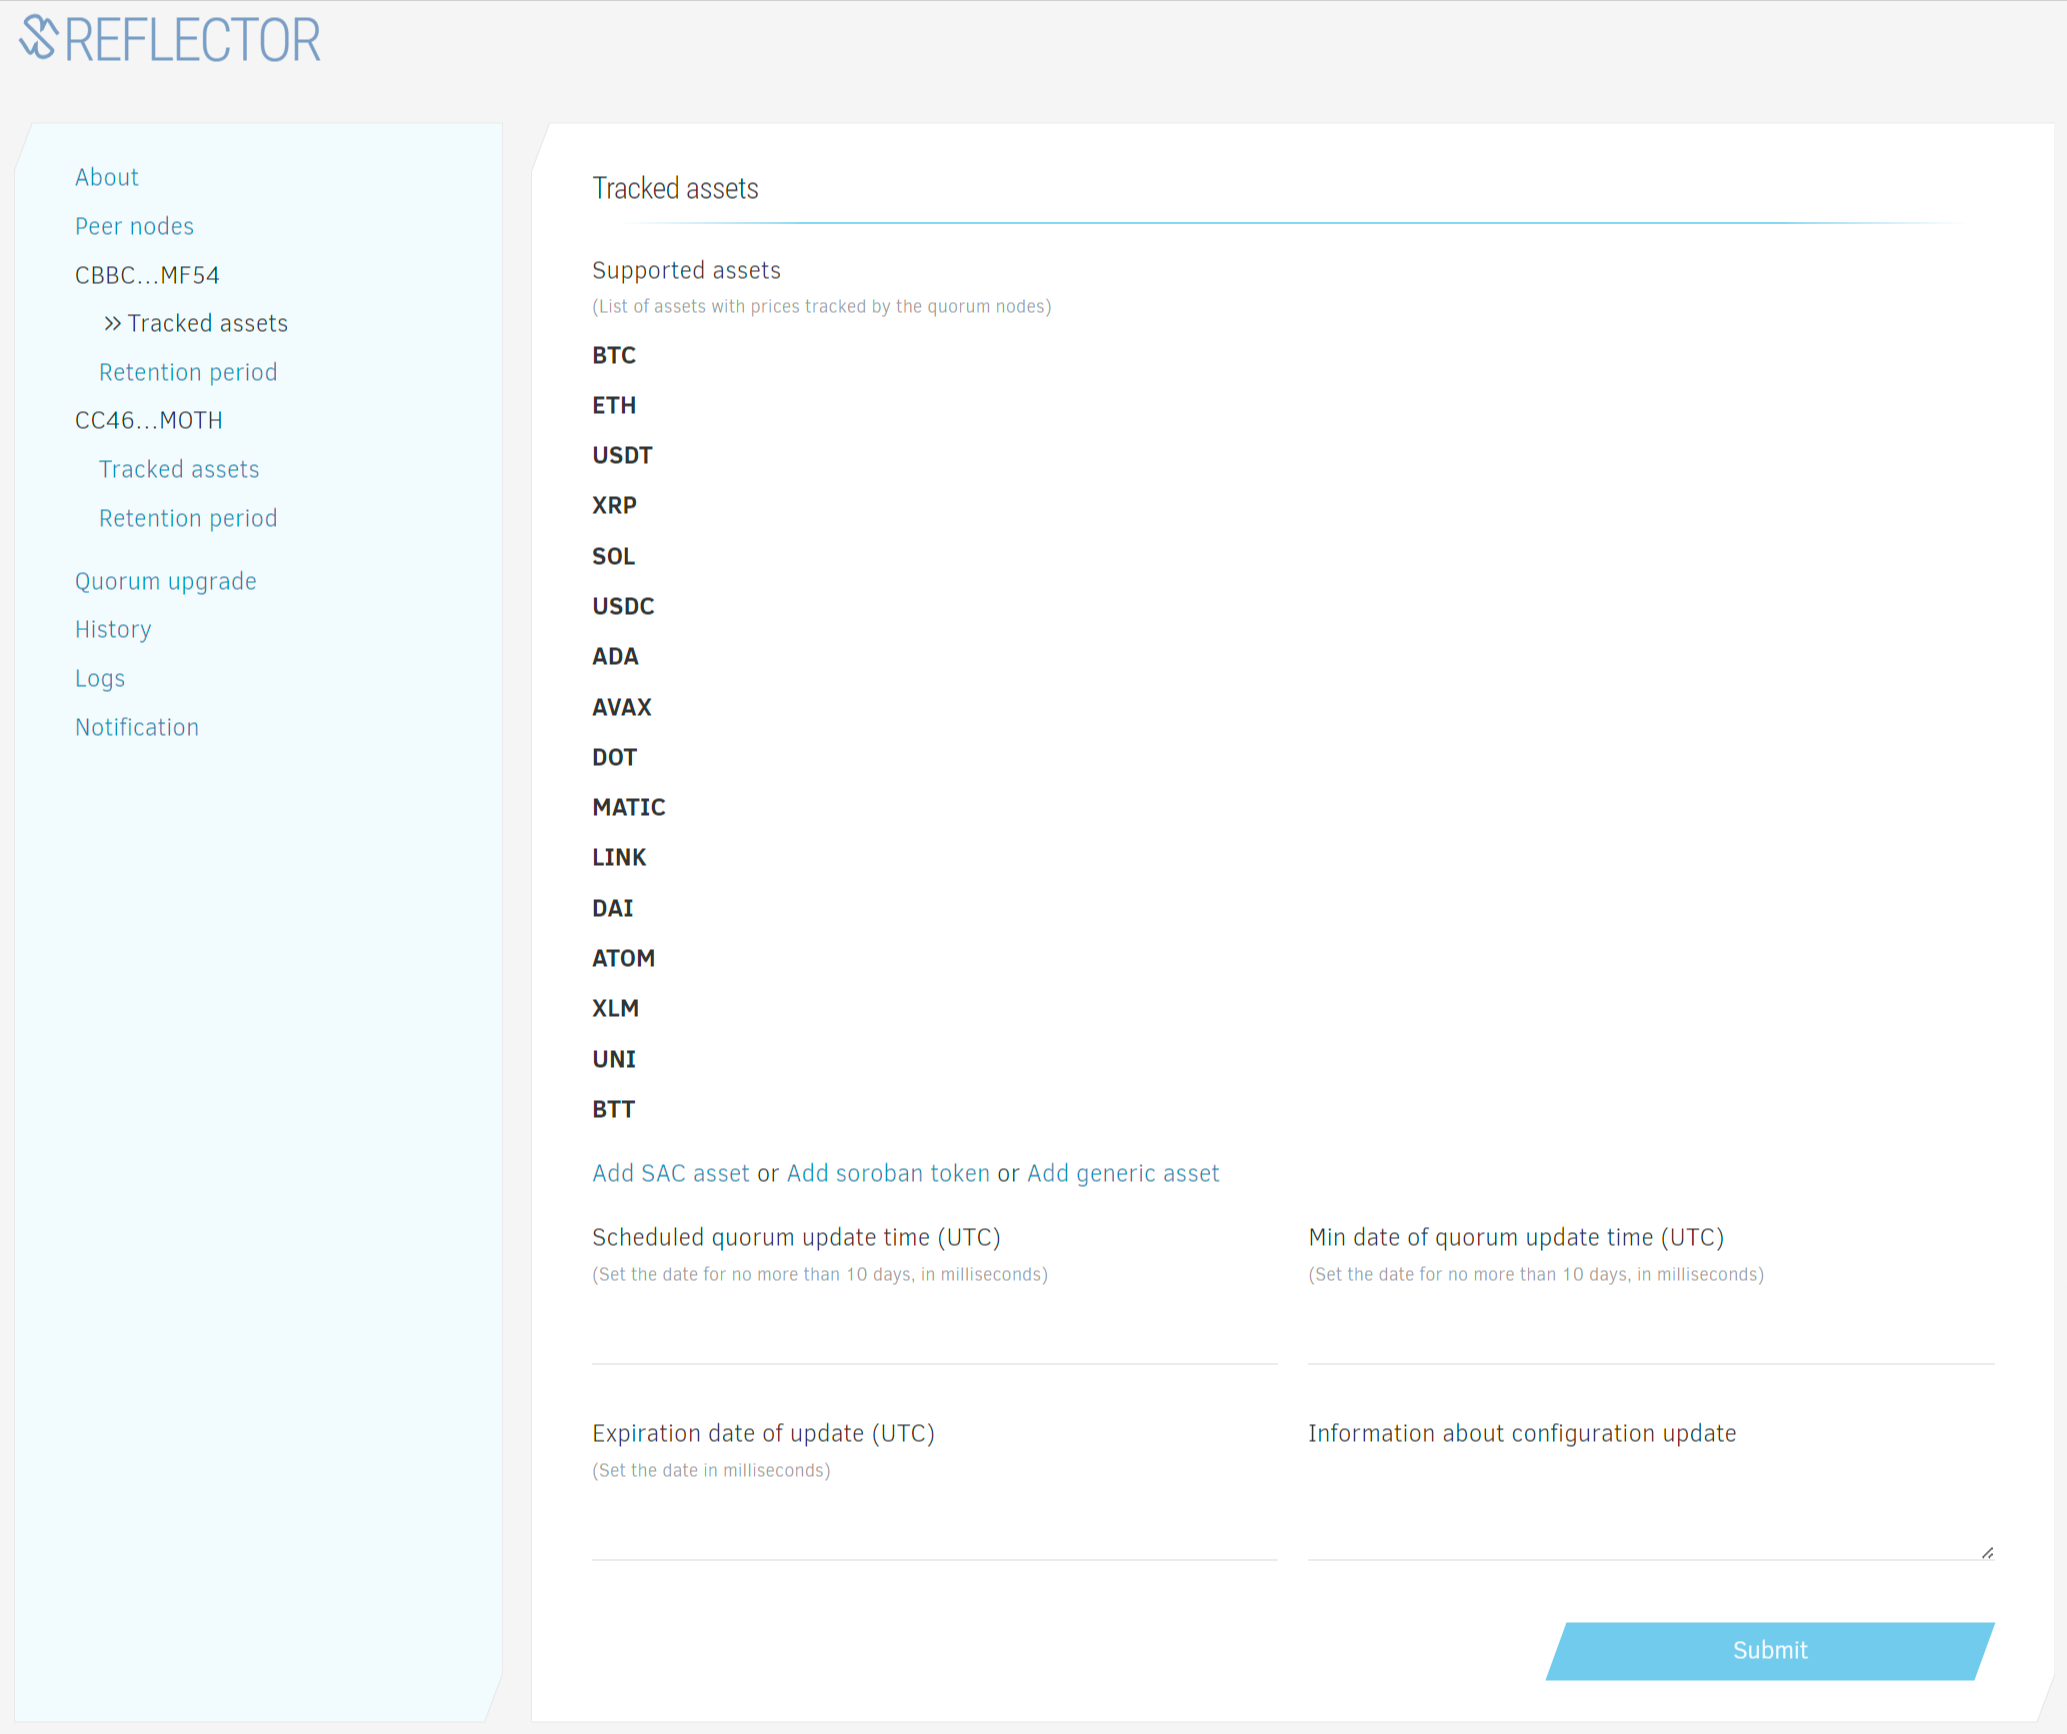 REFLECTOR
About
Peer nodes
CBBC...MF54
» Tracked assets
Retention period
CC46...MOTH
Tracked assets
Retention period
Quorum upgrade
History
Logs
Notification
Tracked assets
Supported assets
(List of assets with prices tracked by the quorum nodes)
BTC
ETH
USDT
XRP
SOL
USDC
ADA
AVAX
DOT
MATIC
LINK
DAI
ATOM
XLM
UNI
BTT
Add SAC asset or Add soroban token or Add generic asset
Scheduled quorum update time (UTC)
(Set the date for no more than 10 days, in milliseconds)
Min date of quorum update time (UTC)
(Set the date for no more than 10 days, in milliseconds)
Expiration date of update (UTC)
(Set the date in milliseconds)
Information about configuration update
Submit